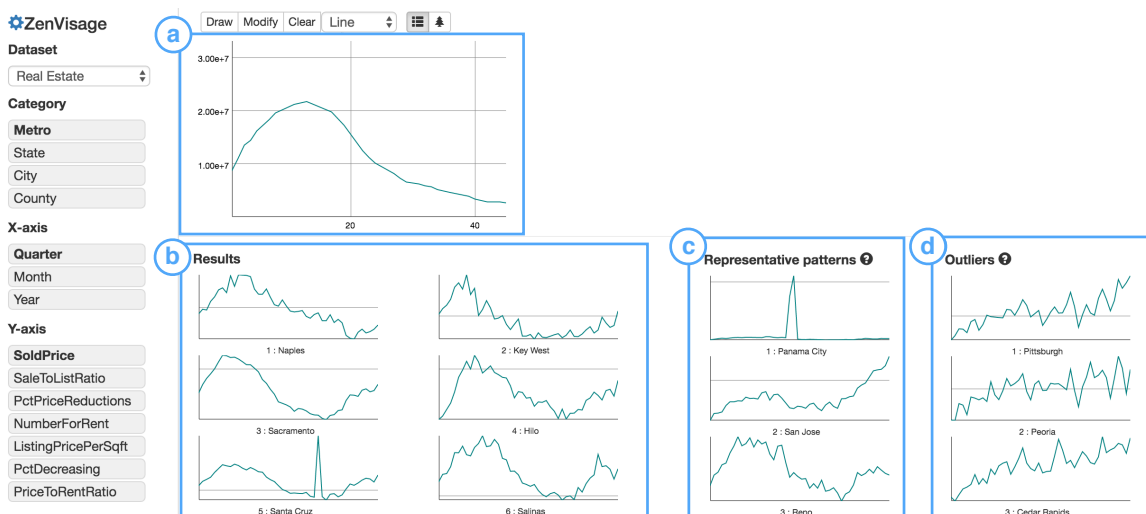 ZenVisage
Dataset
Real Estate
Category
Metro
State
City
County
X-axis
Quarter
Month
Year
Y-axis
SoldPrice
SaleToListRatio
PctPriceReductions
NumberForRent
ListingPricePerSqft
PctDecreasing
PriceToRentRatio
Draw Modify Clear Line
a
3.00e+7
2.00e+7
1.00e+7
20 40
b
Results
1 : Naples
2 : Key West
3 : Sacramento
4 : Hilo
5 : Santa Cruz
6 : Salinas
c
Representative patterns ?
1 : Panama City
2 : San Jose
3 : Reno
d
Outliers ?
1 : Pittsburgh
2 : Peoria
3 : Cedar Rapids